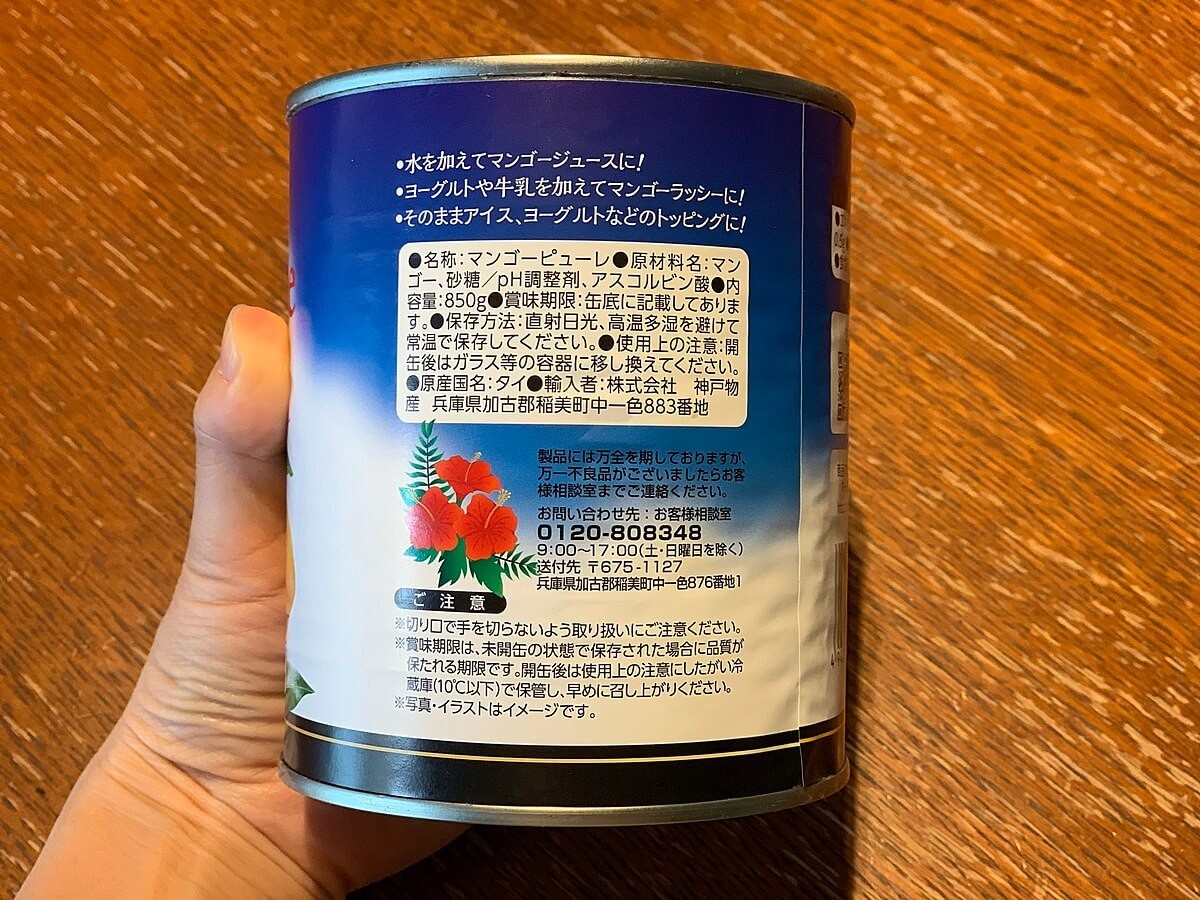 •水を加えてマンゴージュースに!
•ヨーグルトや牛乳を加えてマンゴーラッシーに!
•そのままアイス、ヨーグルトなどのトッピングに!
●名称:マンゴーピューレ●原材料名:マン
ゴー、砂糖/pH調整剤、アスコルビン酸●内
容量:850g●賞味期限:缶底に記載してありま
す。●保存方法:直射日光、高温多湿を避けて
常温で保存してください。●使用上の注意:開
缶後はガラス等の容器に移し換えてください。
●原産国名:タイ●輸入者:株式会社 神戸物
産 兵庫県加古郡稲美町中一色883番地
製品には万全を期しておりますが、
万一不良品がございましたらお客
様相談室までご連絡ください。
お問い合わせ先:お客様相談室
0120-808348
9:00〜17:00(土・日曜日を除く)
送付先 〒675-1127
兵庫県加古郡稲美町中一色876番地1
ご注意
※切り口で手を切らないよう取り扱いにご注意ください。
※賞味期限は、未開缶の状態で保存された場合に品質が
保たれる期限です。開缶後は使用上の注意にしたがい冷
蔵庫(10℃以下)で保管し、早めに召し上がりください。
※写真・イラストはイメージです。